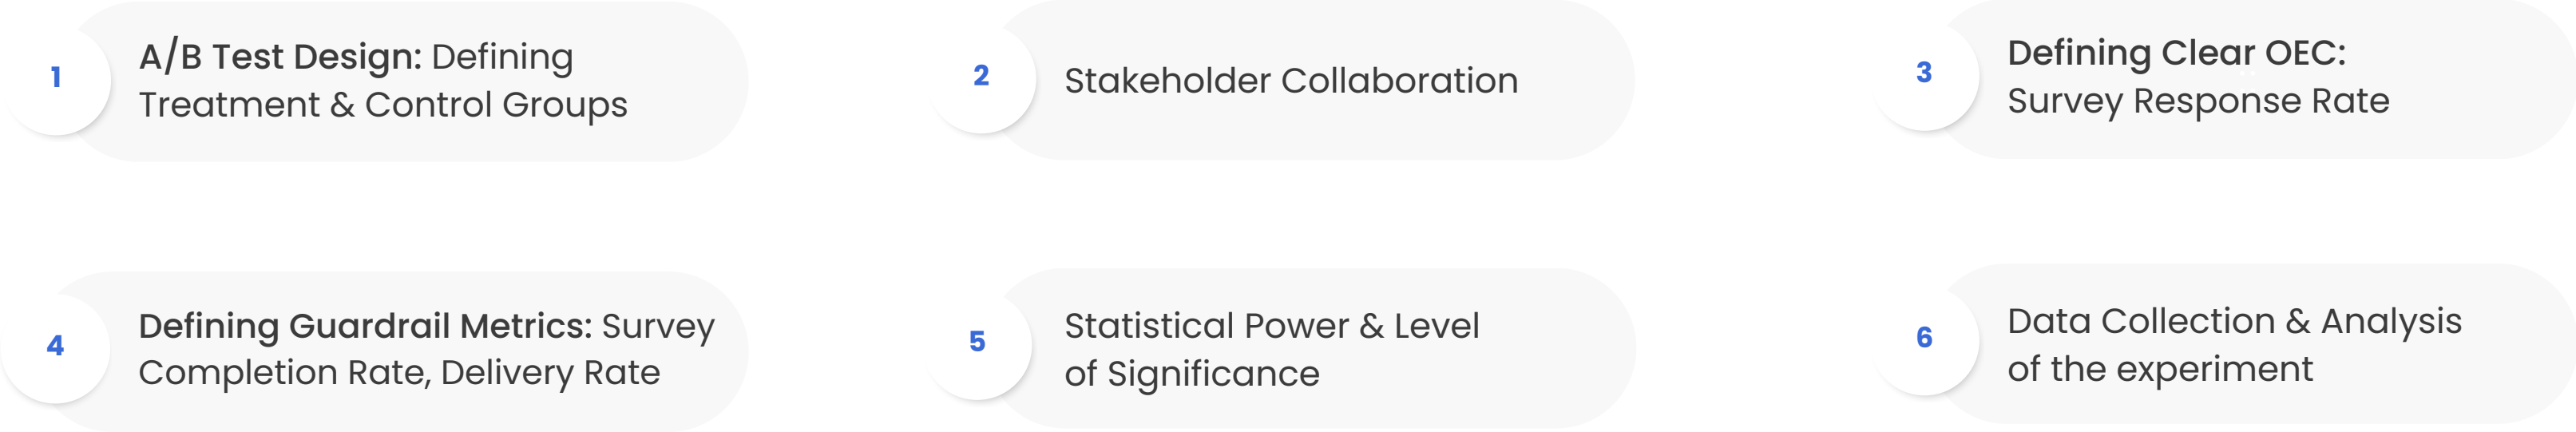 1
A/B Test Design: Defining
Treatment & Control Groups
2
Stakeholder Collaboration
3
Defining Clear OEC:
Survey Response Rate
4
Defining Guardrail Metrics: Survey
Completion Rate, Delivery Rate
5
Statistical Power & Level
of Significance
6
Data Collection & Analysis
of the experiment